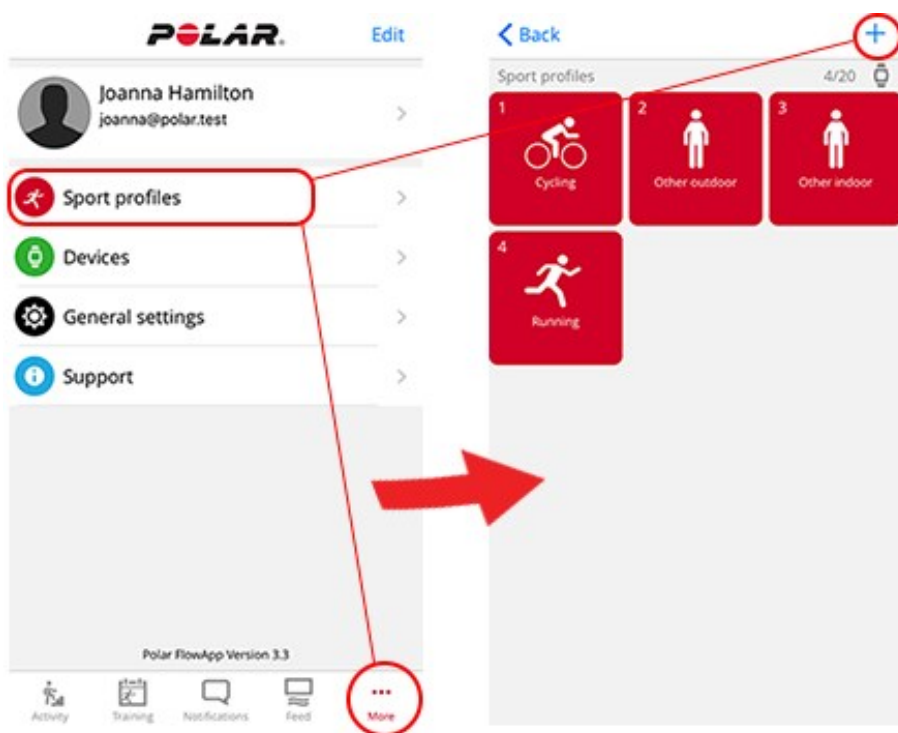 POLAR.
Edit
Joanna Hamilton
joanna@polar.test
Sport profiles
Devices
General settings
Support
Polar FlowApp Version 3.3
Activity
Training
Notifications
Feed
More
Back
+
Sport profiles
4/20
1
Cycling
2
Other outdoor
3
Other indoor
4
Running